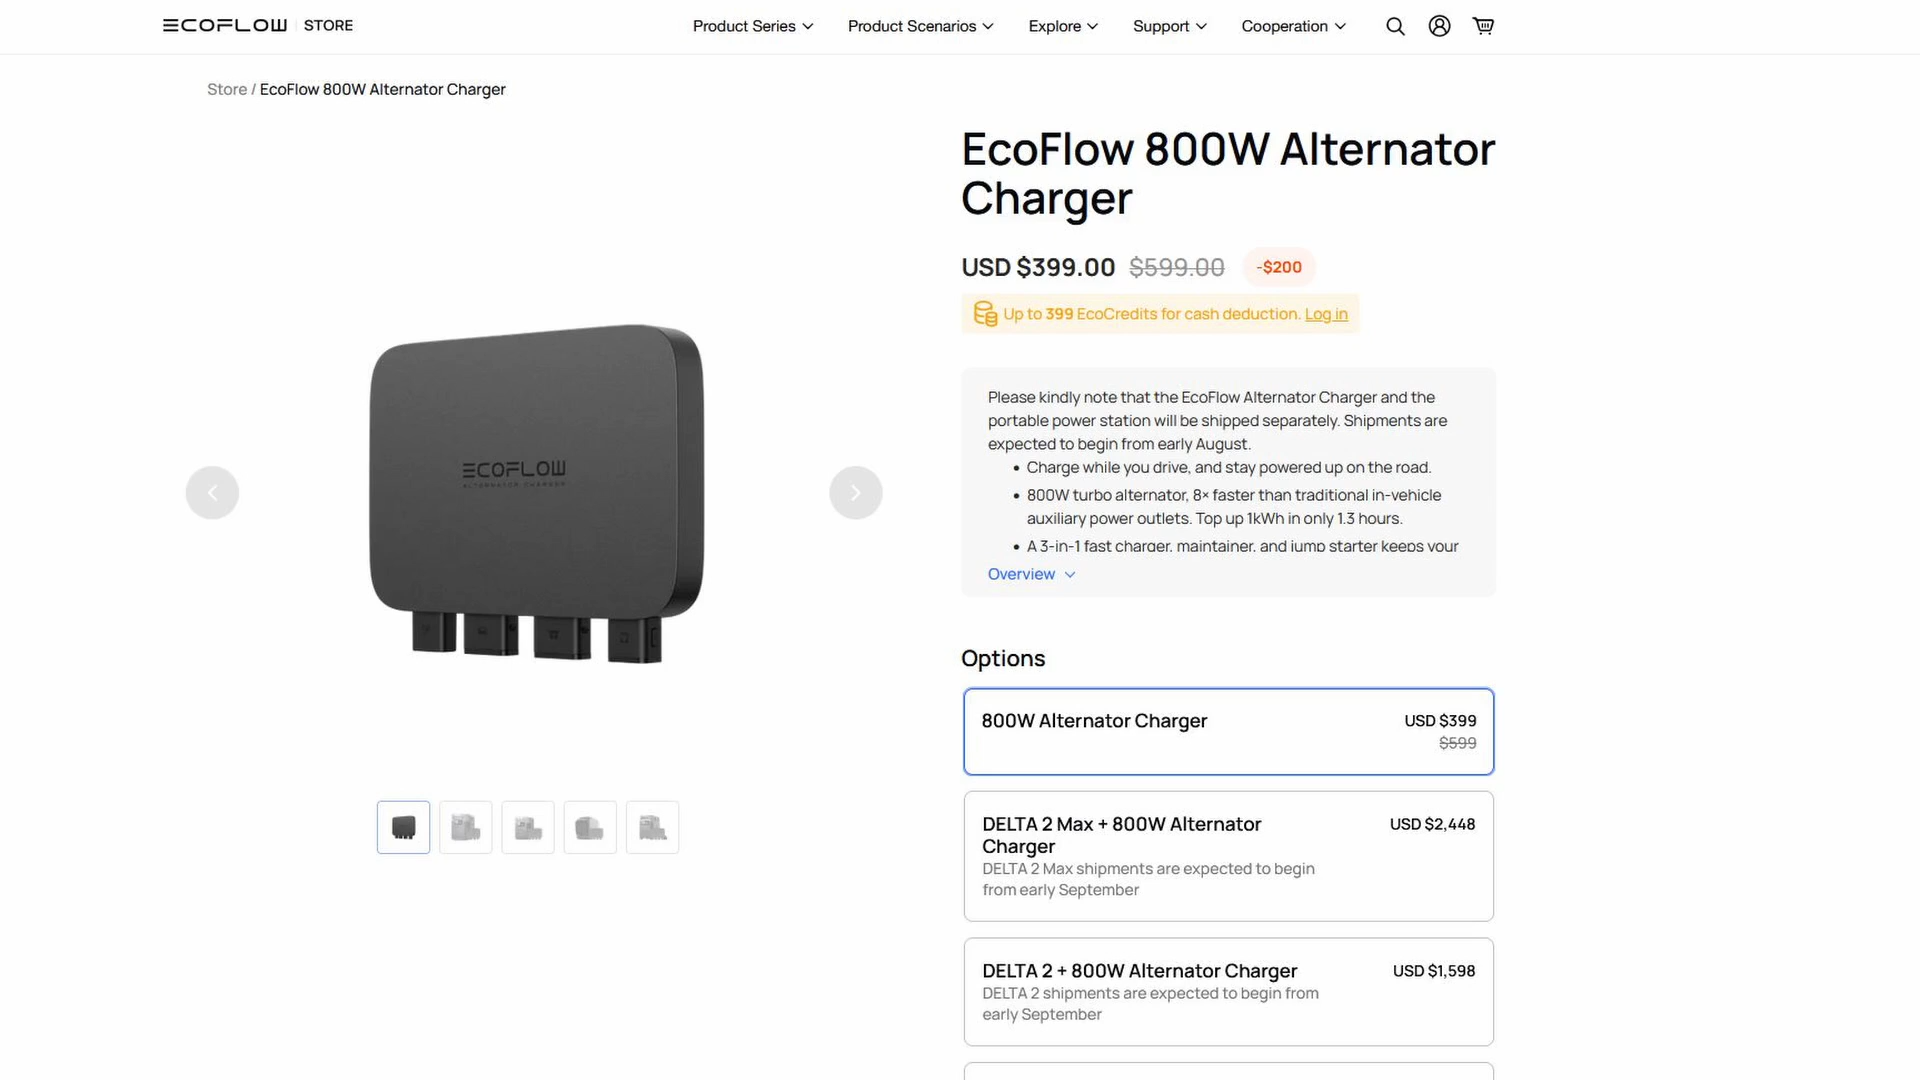 ECOFLOW STORE
Product Series
Product Scenarios
Explore
Support
Cooperation
Store / EcoFlow 800W Alternator Charger
ECOFLOW
ALTERNATOR CHARGER
EcoFlow 800W Alternator
Charger
USD $399.00 $599.00 -$200
Up to 399 EcoCredits for cash deduction. Log in
Please kindly note that the EcoFlow Alternator Charger and the
portable power station will be shipped separately. Shipments are
expected to begin from early August.
• Charge while you drive, and stay powered up on the road.
• 800W turbo alternator, 8× faster than traditional in-vehicle
auxiliary power outlets. Top up 1kWh in only 1.3 hours.
• A 3-in-1 fast charger, maintainer, and jump starter keeps your
Overview
Options
800W Alternator Charger USD $399
$599
DELTA 2 Max + 800W Alternator USD $2,448
Charger
DELTA 2 Max shipments are expected to begin
from early September
DELTA 2 + 800W Alternator Charger USD $1,598
DELTA 2 shipments are expected to begin from
early September